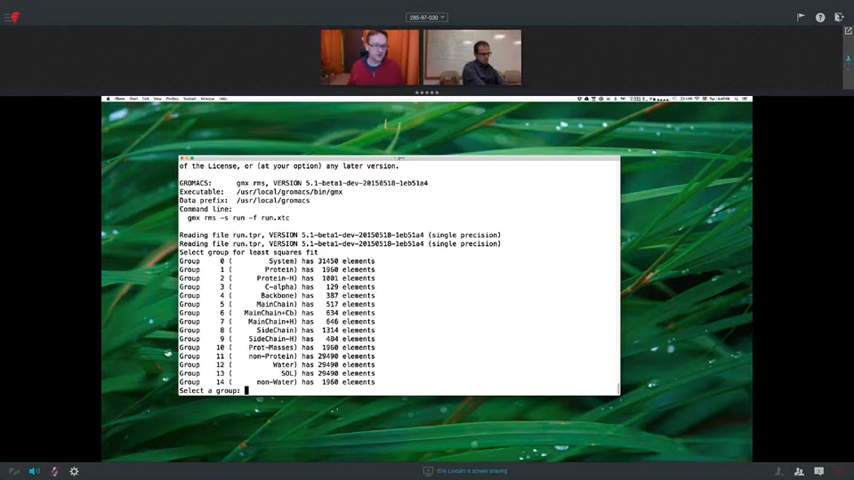 285-97-030
of the License, or (at your option) any later version.
GROMACS:      gmx rms, VERSION 5.1-beta1-dev-20150518-1eb51a4
Executable:   /usr/local/gromacs/bin/gmx
Data prefix:  /usr/local/gromacs
Command line:
  gmx rms -s run -f run.xtc
Reading file run.tpr, VERSION 5.1-beta1-dev-20150518-1eb51a4 (single precision)
Reading file run.tpr, VERSION 5.1-beta1-dev-20150518-1eb51a4 (single precision)
Select group for least squares fit
Group     0 (         System) has 31450 elements
Group     1 (        Protein) has  1960 elements
Group     2 (      Protein-H) has  1001 elements
Group     3 (        C-alpha) has   129 elements
Group     4 (       Backbone) has   387 elements
Group     5 (      MainChain) has   517 elements
Group     6 (   MainChain+Cb) has   634 elements
Group     7 (    MainChain+H) has   646 elements
Group     8 (      SideChain) has  1314 elements
Group     9 (    SideChain-H) has   484 elements
Group    10 (    Prot-Masses) has  1960 elements
Group    11 (    non-Protein) has 29490 elements
Group    12 (          Water) has 29490 elements
Group    13 (            SOL) has 29490 elements
Group    14 (      non-Water) has  1960 elements
Select a group:
Erik Lindahl is screen sharing